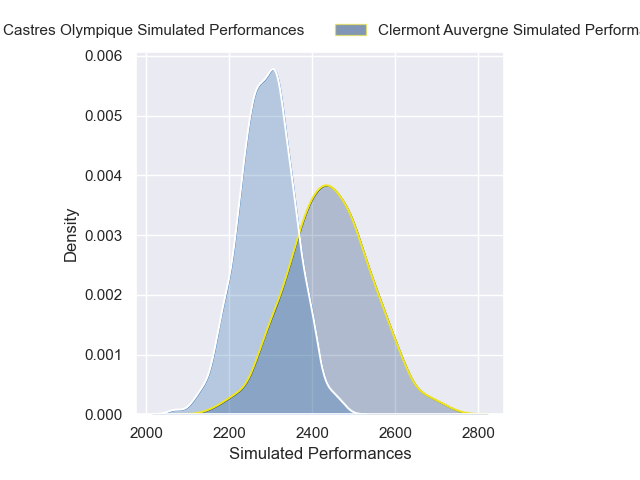 Castres Olympique Simulated Performances
Clermont Auvergne Simulated Perform
0.006
0.005
0.004
0.003
0.002
0.001
0.000
Density
2000 2200 2400 2600 2800
Simulated Performances